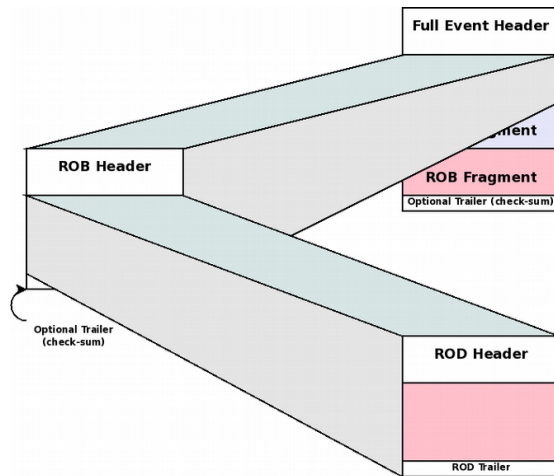 Full Event Header
ROB Header
ROB Fragment
Optional Trailer (check-sum)
Optional Trailer
(check-sum)
ROD Header
ROD Trailer